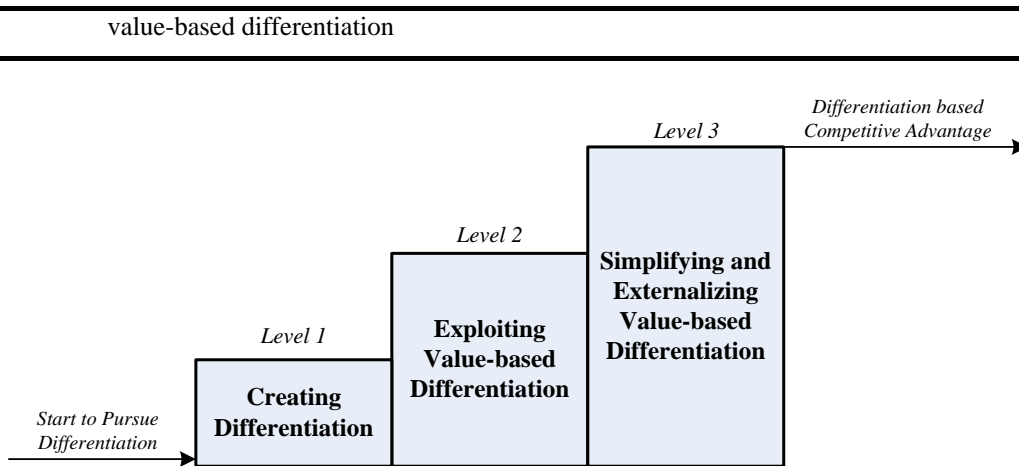 value-based differentiation
Differentiation based
Competitive Advantage
Level 3
Level 2
Simplifying and
Externalizing
Value-based
Differentiation
Level 1
Exploiting
Value-based
Differentiation
Creating
Differentiation
Start to Pursue
Differentiation